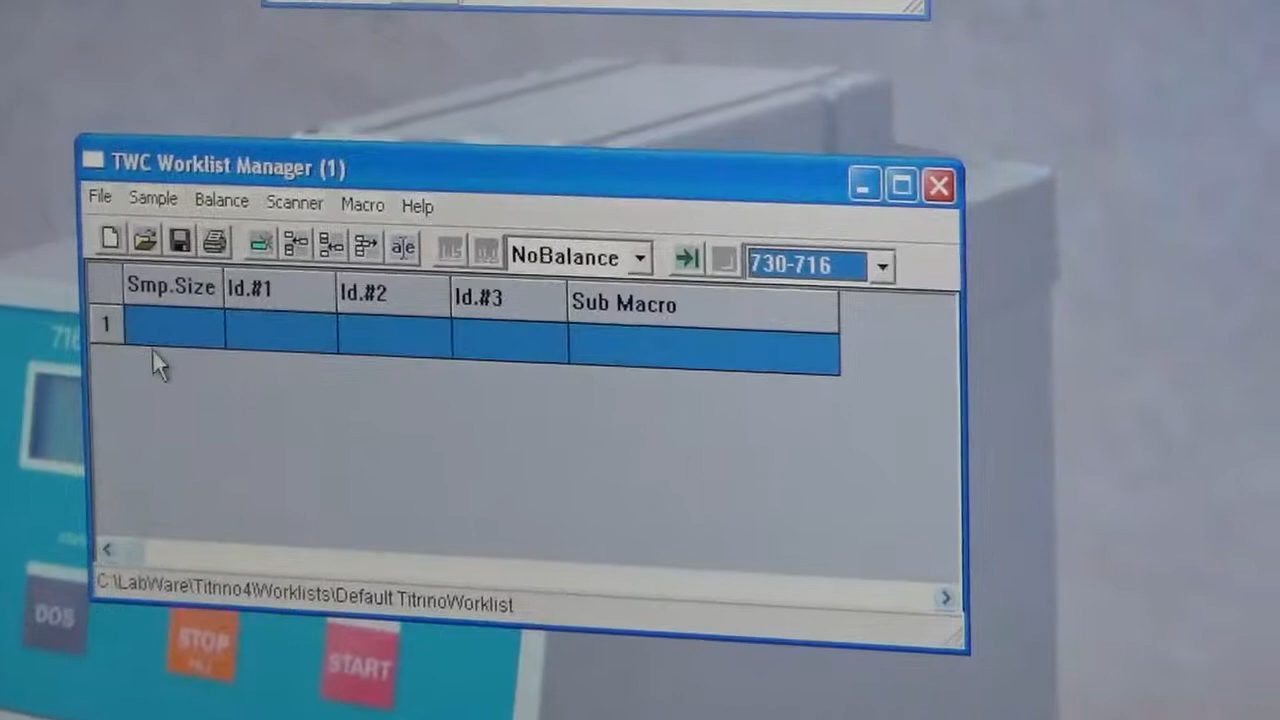 TWC Worklist Manager (1)
File Sample Balance Scanner Macro Help
a|e NoBalance 730-716
Smp.Size Id.#1 Id.#2 Id.#3 Sub Macro
1
716
C:\LabWare\Titrino4\Worklists\Default TitrinoWorklist
DOS STOP START